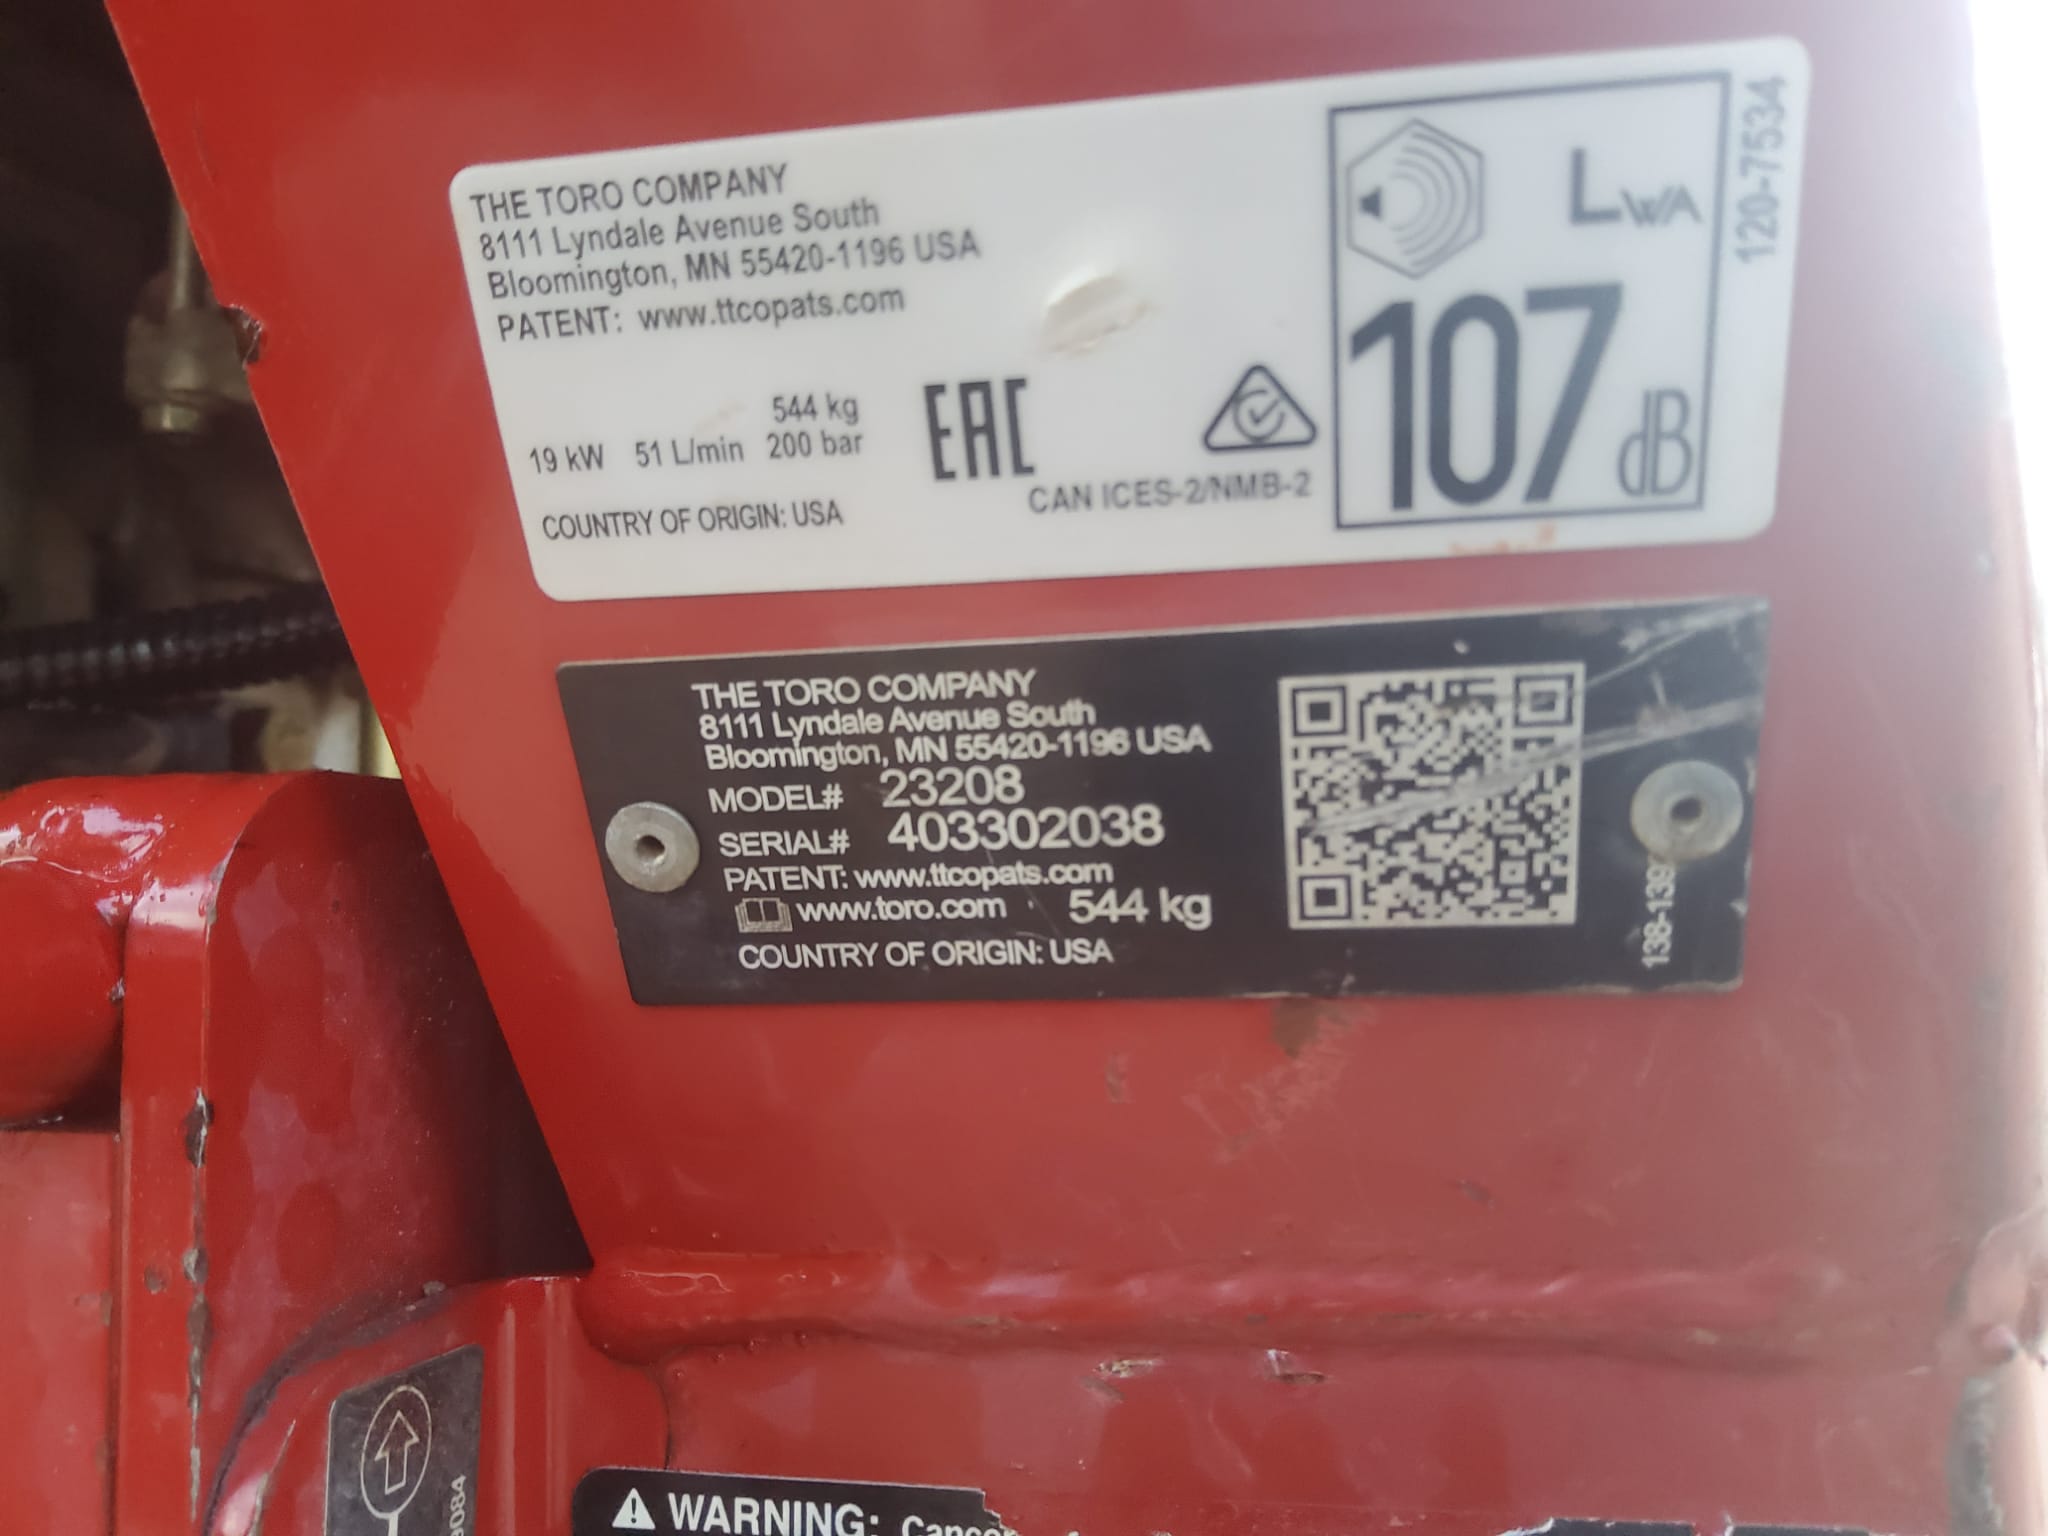 THE TORO COMPANY
8111 Lyndale Avenue South
Bloomington, MN 55420-1196 USA
PATENT: www.ttcopats.com
544 kg
19 kW 51 L/min 200 bar
COUNTRY OF ORIGIN: USA
EAC
CAN ICES-2/NMB-2
LWA
107 dB
120-7534
THE TORO COMPANY
8111 Lyndale Avenue South
Bloomington, MN 55420-1196 USA
MODEL# 23208
SERIAL# 403302038
PATENT: www.ttcopats.com
www.toro.com 544 kg
COUNTRY OF ORIGIN: USA
138-139
WARNING: